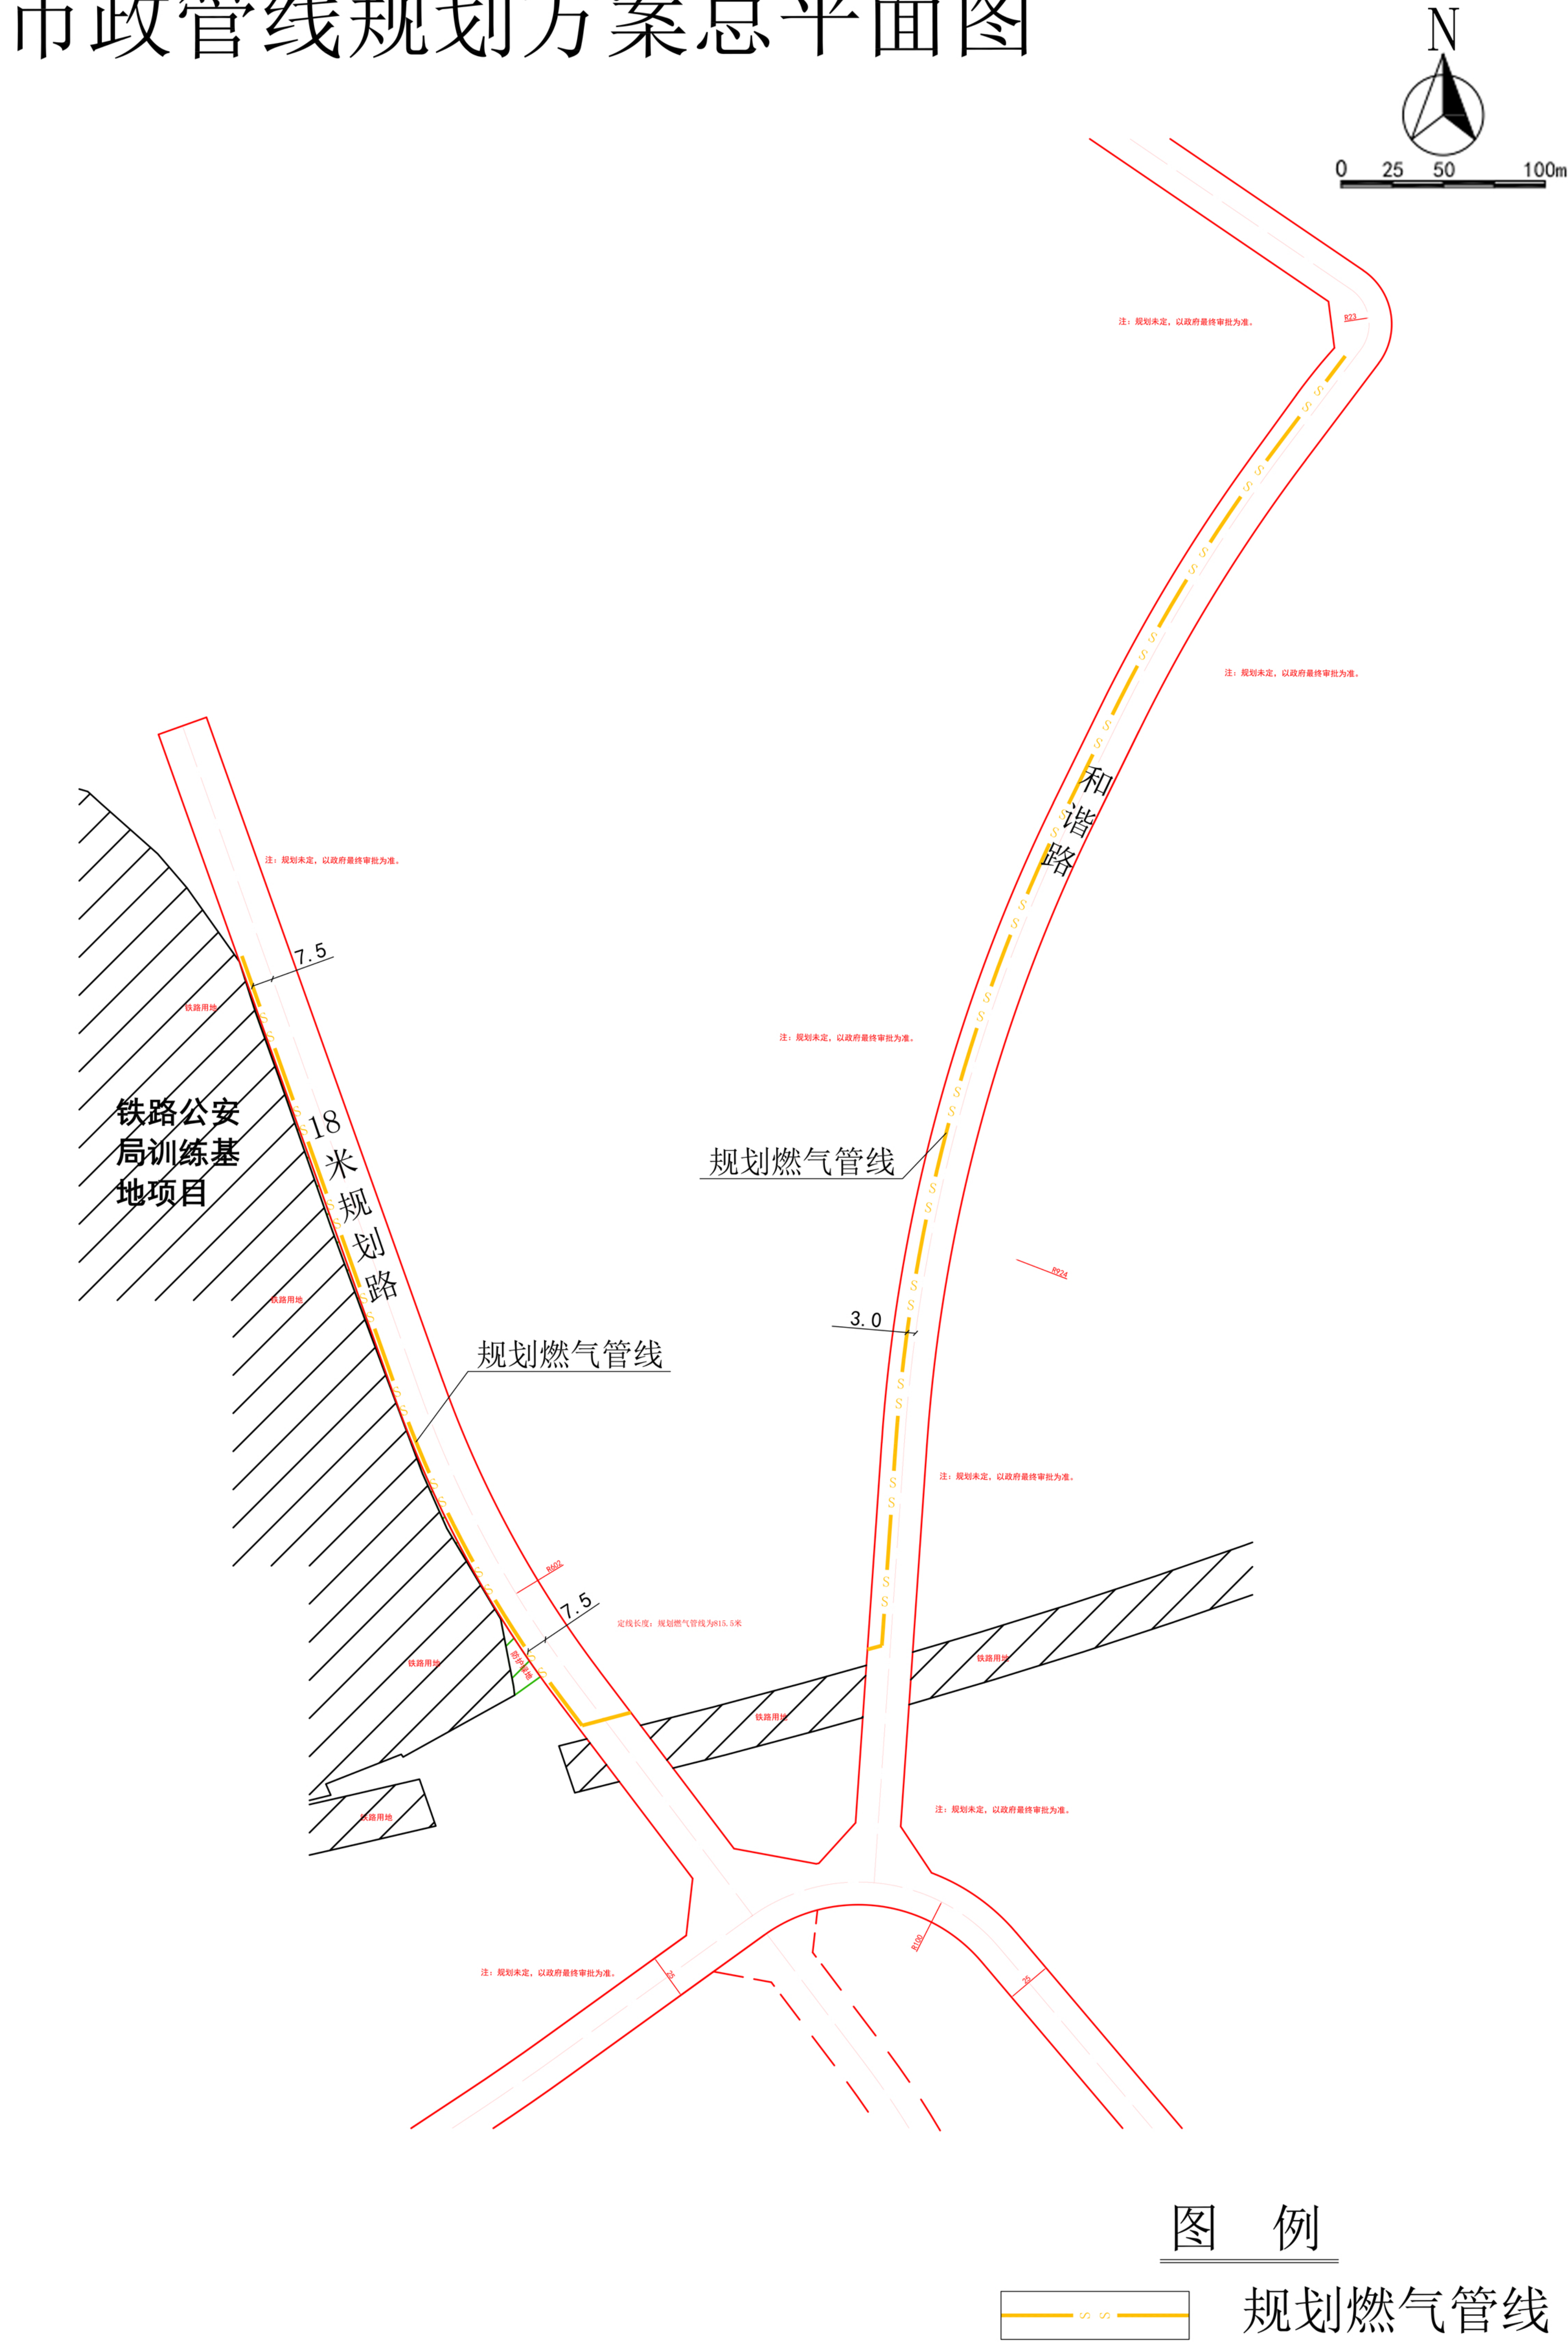 市政管线规划方案总平面图
N
0 25 50 100m
R23
注：规划未定，以政府最终审批为准。
注：规划未定，以政府最终审批为准。
和谐路
注：规划未定，以政府最终审批为准。
7.5
铁路用地
注：规划未定，以政府最终审批为准。
铁路公安
局训练基
地项目
18米规划路
规划燃气管线
R924
3.0
铁路用地
规划燃气管线
注：规划未定，以政府最终审批为准。
R602
7.5
定线长度：规划燃气管线为815.5米
防护绿地
铁路用地
铁路用地
铁路用地
铁路用地
注：规划未定，以政府最终审批为准。
R100
注：规划未定，以政府最终审批为准。
25
25
图 例
S S
规划燃气管线